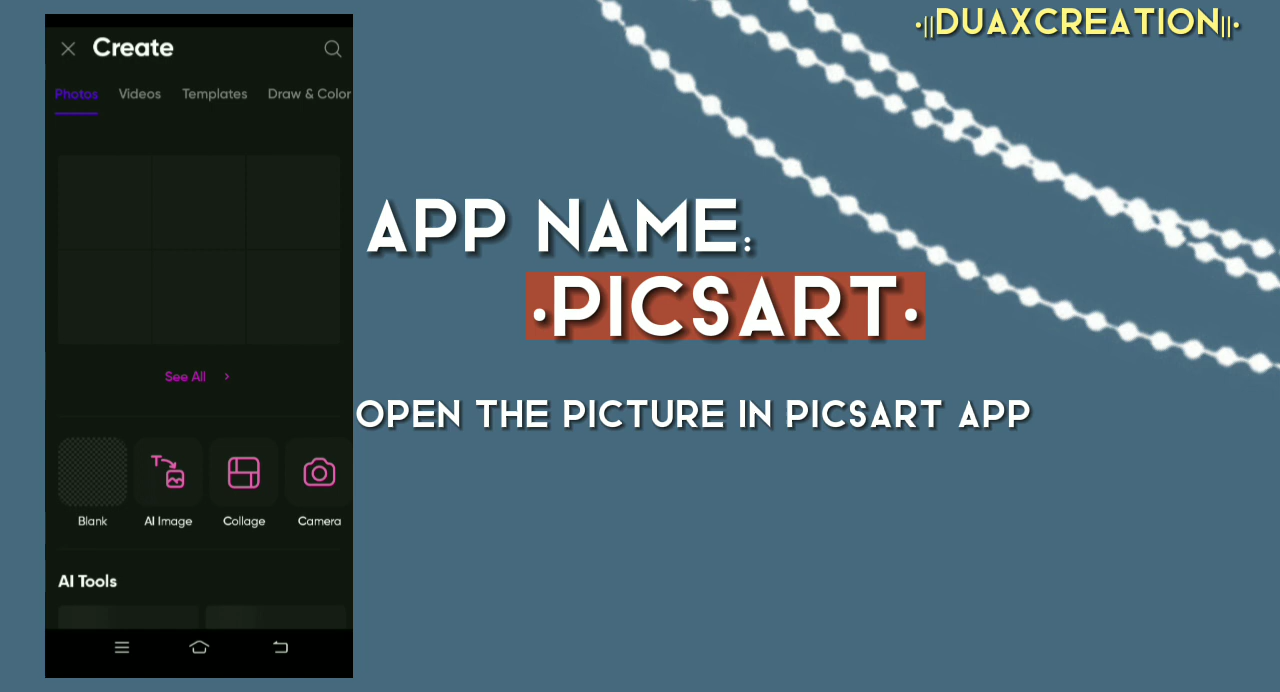 •||DUAXCREATION||•
Create
Photos Videos Templates Draw & Color
APP NAME:
•PICSART•
See All >
OPEN THE PICTURE IN PICSART APP
Blank AI Image Collage Camera
AI Tools